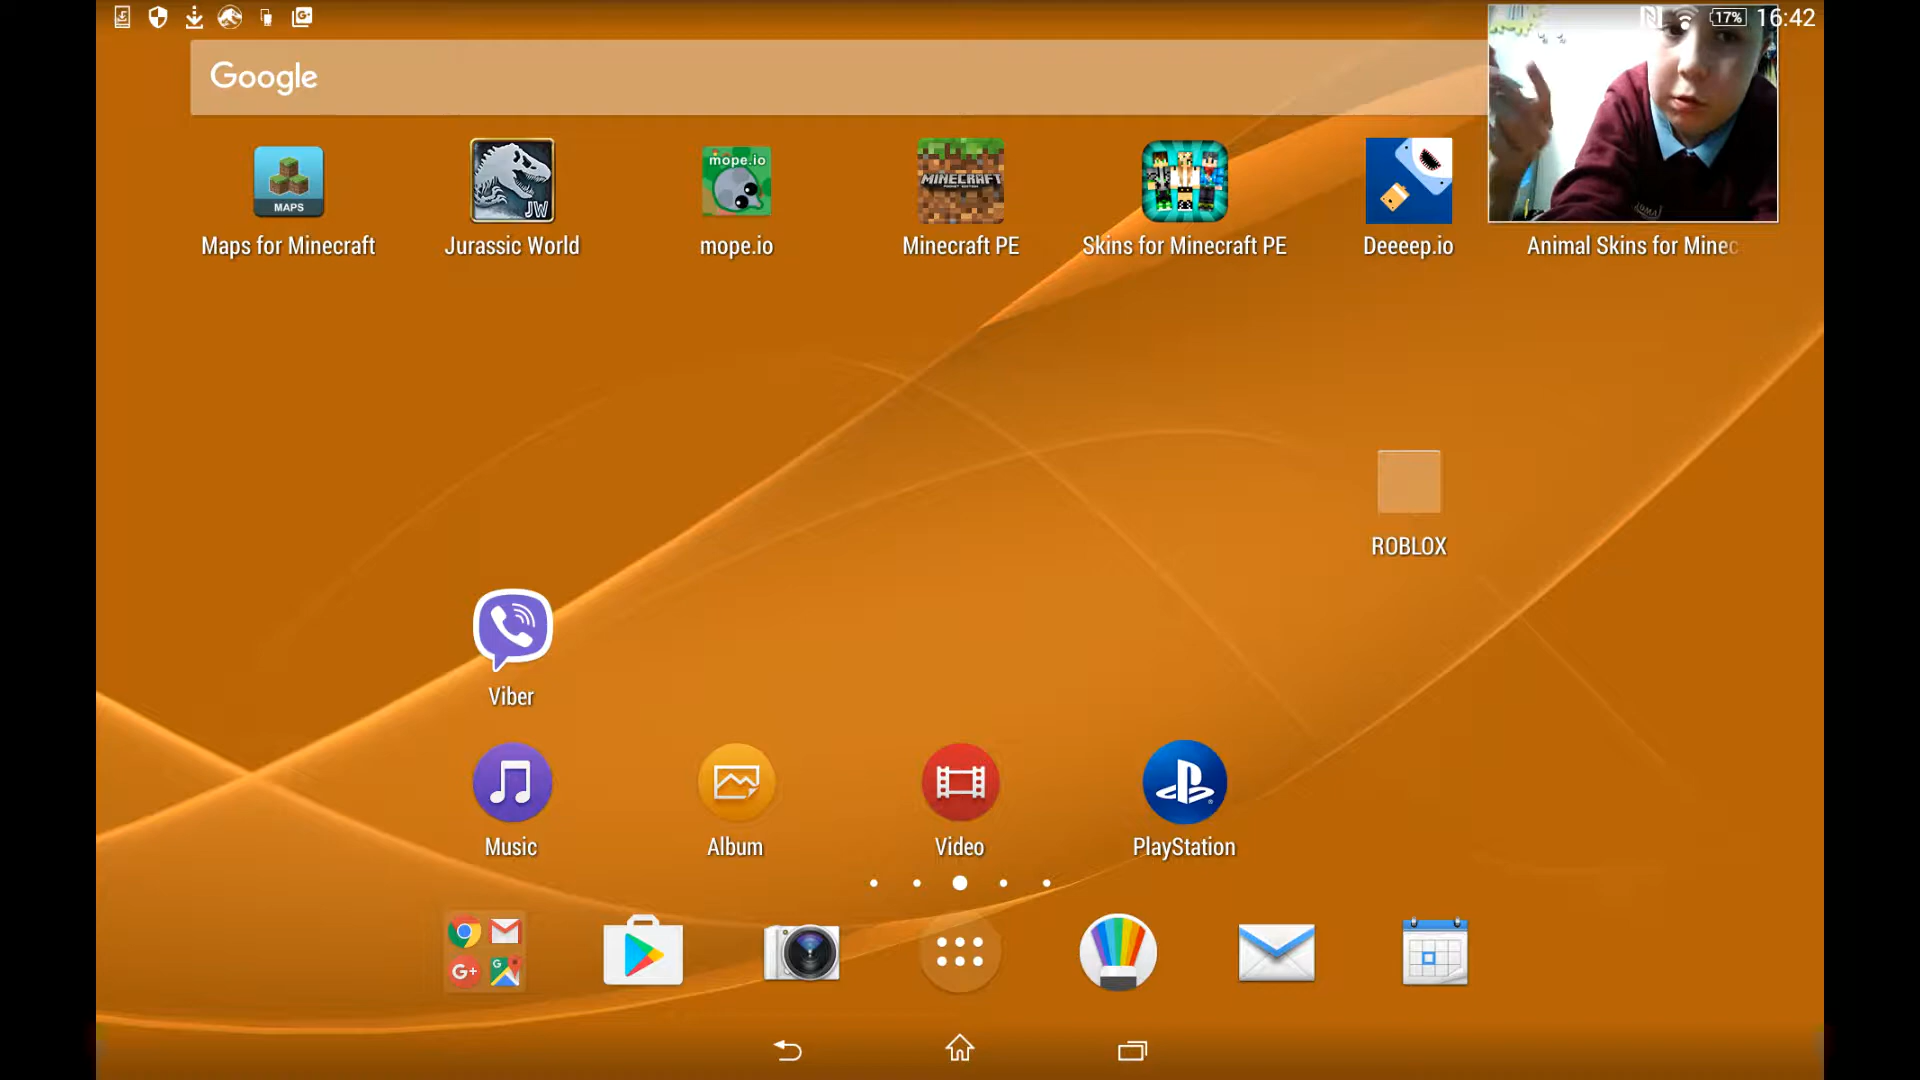 17% 16:42
Google
mope.io
MINECRAFT
MAPS
JW
Maps for Minecraft
Jurassic World
mope.io
Minecraft PE
Skins for Minecraft PE
Deeeep.io
Animal Skins for Minec
ROBLOX
Viber
Music
Album
Video
PlayStation
G+
G